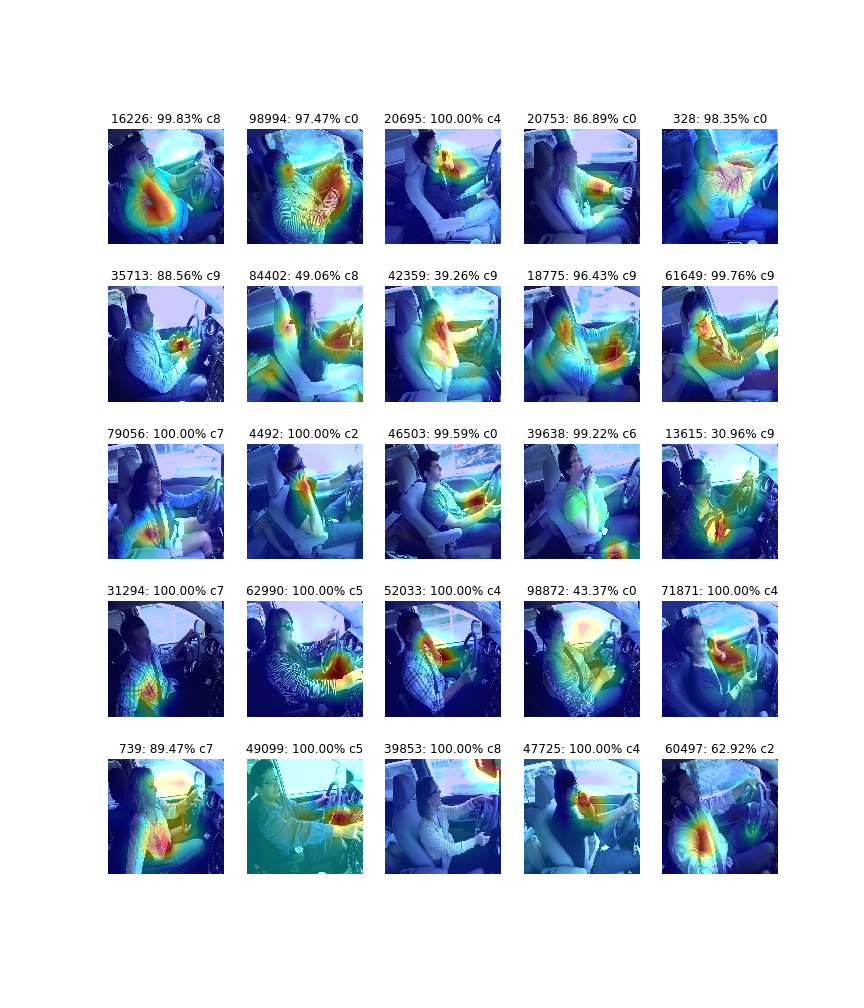 16226: 99.83% c8
98994: 97.47% c0
20695: 100.00% c4
20753: 86.89% c0
328: 98.35% c0
35713: 88.56% c9
84402: 49.06% c8
42359: 39.26% c9
18775: 96.43% c9
61649: 99.76% c9
79056: 100.00% c7
4492: 100.00% c2
46503: 99.59% c0
39638: 99.22% c6
13615: 30.96% c9
31294: 100.00% c7
62990: 100.00% c5
52033: 100.00% c4
98872: 43.37% c0
71871: 100.00% c4
739: 89.47% c7
49099: 100.00% c5
39853: 100.00% c8
47725: 100.00% c4
60497: 62.92% c2